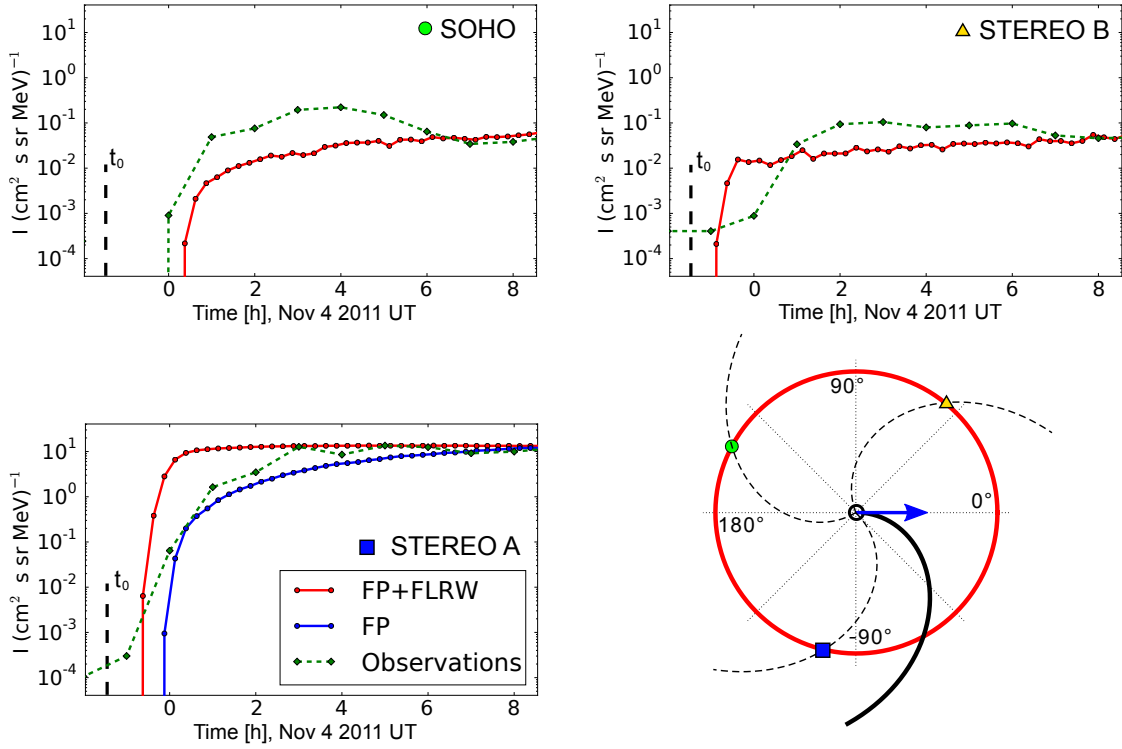 SOHO
I (cm² s sr MeV)⁻¹
10¹
10⁰
10⁻¹
10⁻²
10⁻³
10⁻⁴
t₀
0 2 4 6 8
Time [h], Nov 4 2011 UT
STEREO B
I (cm² s sr MeV)⁻¹
10¹
10⁰
10⁻¹
10⁻²
10⁻³
10⁻⁴
t₀
0 2 4 6 8
Time [h], Nov 4 2011 UT
I (cm² s sr MeV)⁻¹
10¹
10⁰
10⁻¹
10⁻²
10⁻³
10⁻⁴
t₀
STEREO A
FP+FLRW
FP
Observations
0 2 4 6 8
Time [h], Nov 4 2011 UT
90°
0°
180°
-90°